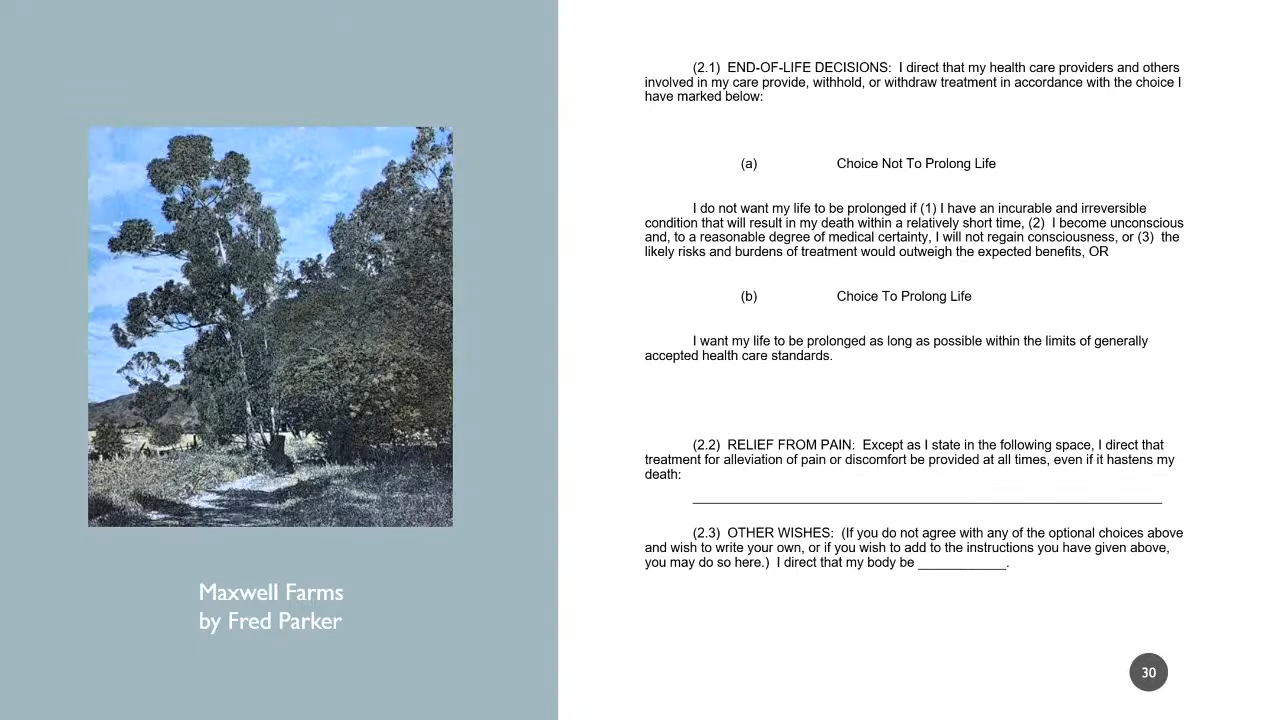 Maxwell Farms
by Fred Parker
(2.1) END-OF-LIFE DECISIONS: I direct that my health care providers and others
involved in my care provide, withhold, or withdraw treatment in accordance with the choice I
have marked below:
(a) Choice Not To Prolong Life
I do not want my life to be prolonged if (1) I have an incurable and irreversible
condition that will result in my death within a relatively short time, (2) I become unconscious
and, to a reasonable degree of medical certainty, I will not regain consciousness, or (3) the
likely risks and burdens of treatment would outweigh the expected benefits, OR
(b) Choice To Prolong Life
I want my life to be prolonged as long as possible within the limits of generally
accepted health care standards.
(2.2) RELIEF FROM PAIN: Except as I state in the following space, I direct that
treatment for alleviation of pain or discomfort be provided at all times, even if it hastens my
death:
(2.3) OTHER WISHES: (If you do not agree with any of the optional choices above
and wish to write your own, or if you wish to add to the instructions you have given above,
you may do so here.) I direct that my body be ____________.
30